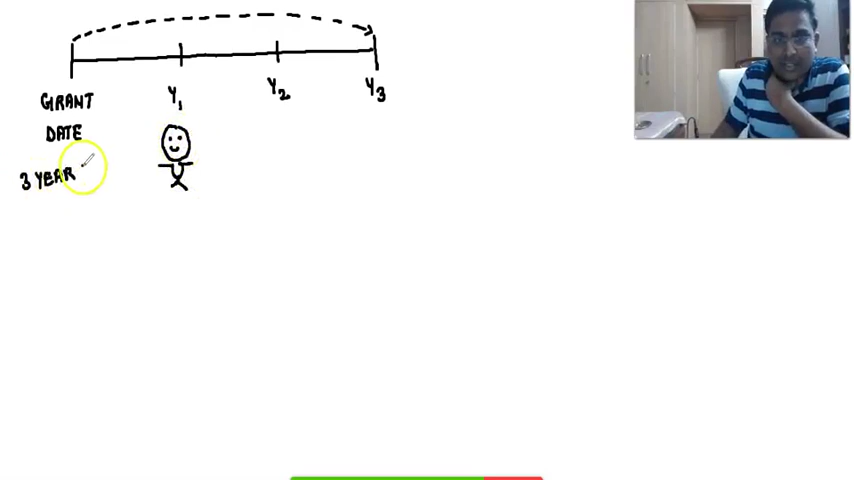 GRANT
DATE
Y1
Y2
Y3
3 YEAR